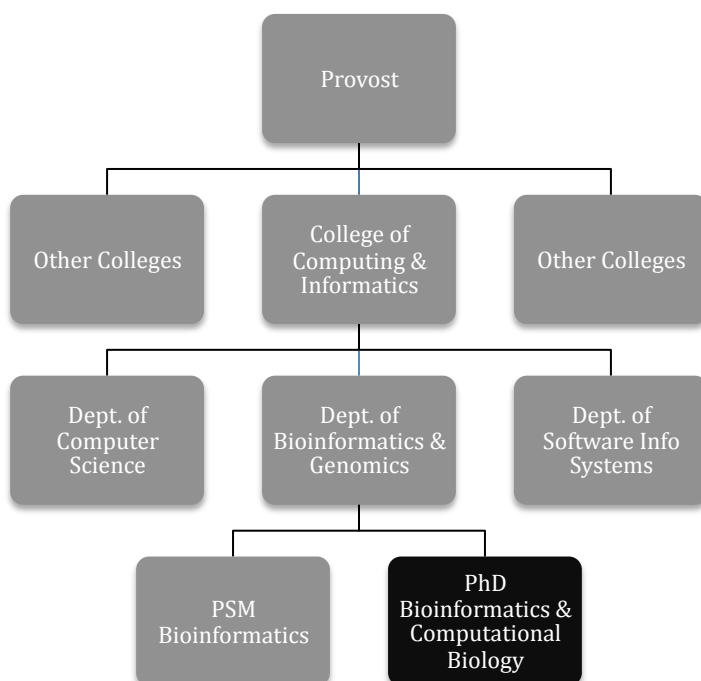 Provost
Other Colleges
College of
Computing &
Informatics
Other Colleges
Dept. of
Computer
Science
Dept. of
Bioinformatics &
Genomics
Dept. of
Software Info
Systems
PSM
Bioinformatics
PhD
Bioinformatics &
Computational
Biology